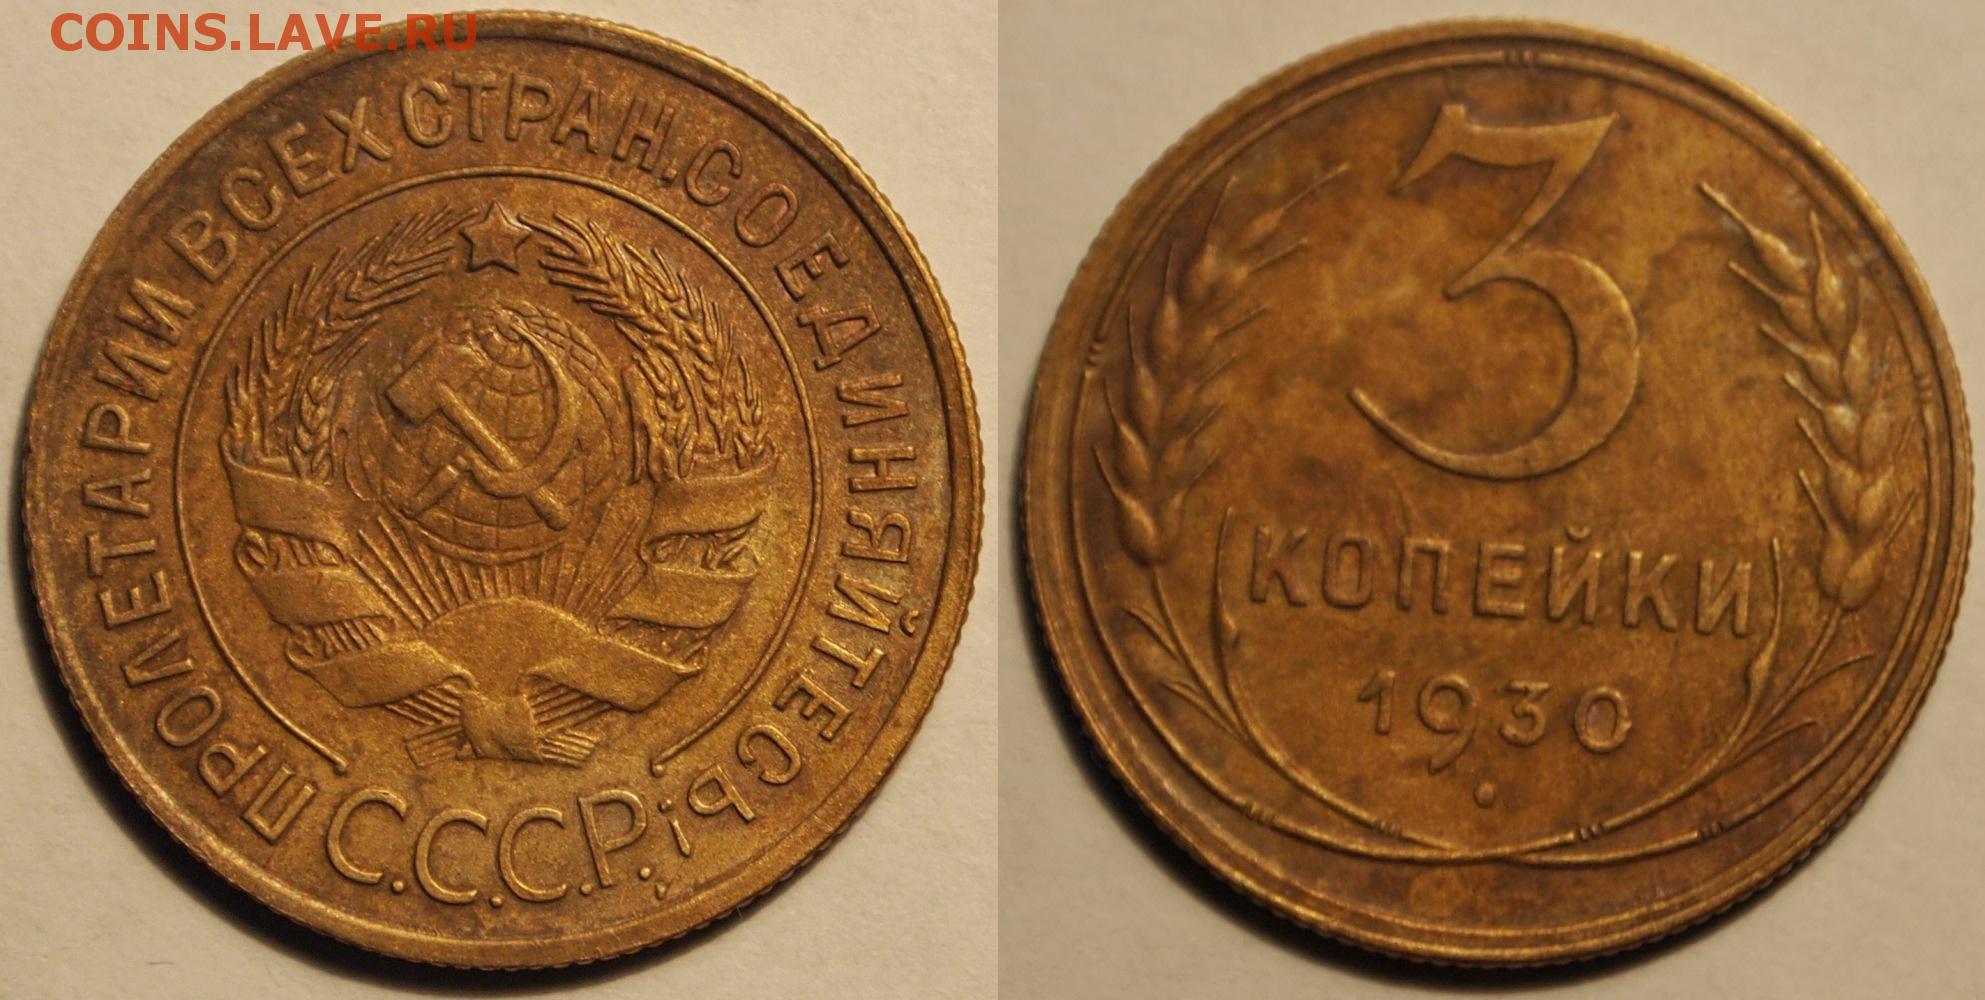 COINS.LAVE.RU
ПРОЛЕТАРИИ ВСЕХ СТРАН, СОЕДИНЯЙТЕСЬ!
С.С.С.Р.
3
КОПЕЙКИ
1930